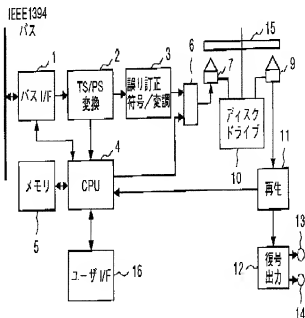 IEEE1394
バス
1
バス I/F
2
TS/PS
変換
3
誤り訂正
符号/変調
6
7
15
9
ディスク
ドライブ
10
4
CPU
メモリ
5
11
再生
ユーザ I/F
16
12
復号
出力
13
14